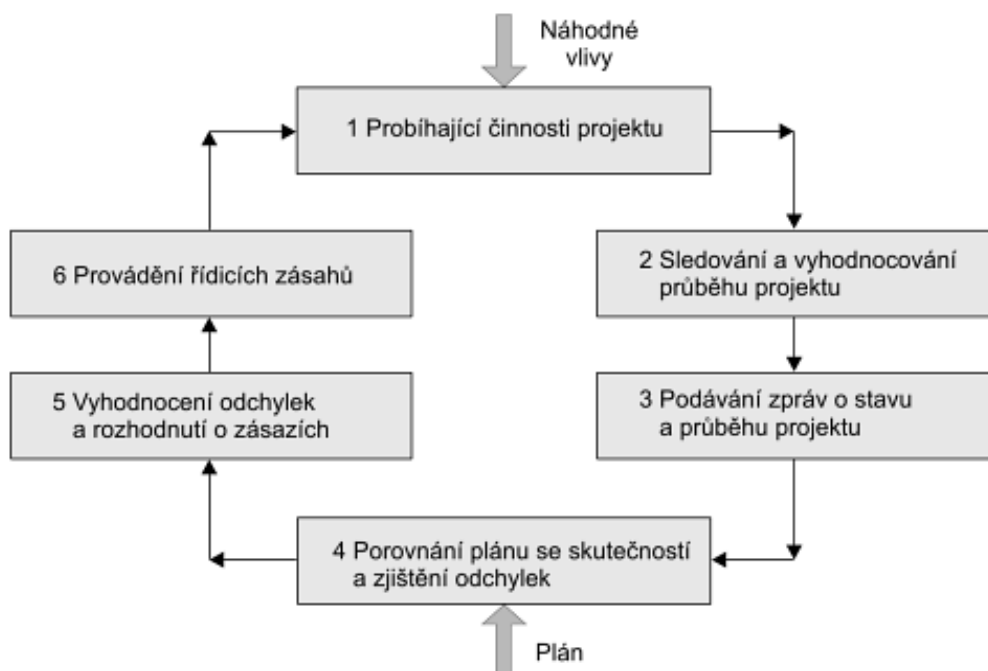 Náhodné
vlivy
1 Probíhající činnosti projektu
2 Sledování a vyhodnocování
průběhu projektu
3 Podávání zpráv o stavu
a průběhu projektu
4 Porovnání plánu se skutečností
a zjištění odchylek
Plán
5 Vyhodnocení odchylek
a rozhodnutí o zásazích
6 Provádění řídicích zásahů